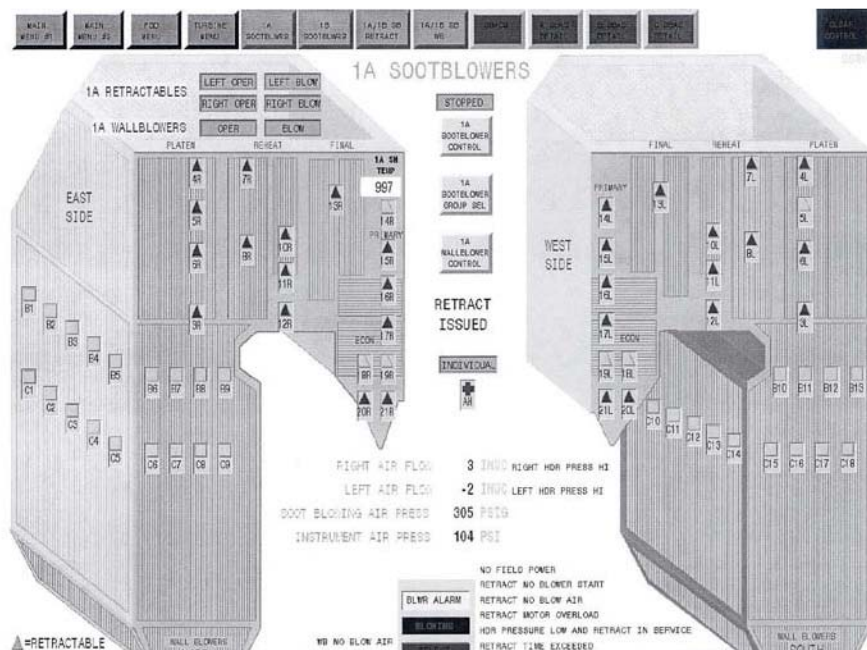 MAIN MENU #1
MAIN MENU #2
TURBINE MENU
1A SOOTBLWRS
1B SOOTBLWRS
1A/1B SB RETRACT
1A/1B SB WB
DETAIL
DETAIL
DETAIL
CLEAR CONTROL
1A SOOTBLOWERS
1A RETRACTABLES
LEFT OPER
LEFT BLOW
RIGHT OPER
RIGHT BLOW
1A WALLBLOWERS
OPER
BLOW
STOPPED
1A SOOTBLOWER CONTROL
1A SOOTBLOWER GROUP SEL
1A WALLBLOWER CONTROL
RETRACT ISSUED
INDIVIDUAL
AH
PLATEN
REHEAT
FINAL
1A SH TEMP
997
EAST SIDE
4R
7R
13R
14R
5R
PRIMARY
10R
8R
15R
6R
11R
16R
3R
12R
17R
ECON
18R
19R
20R
21R
B1
B2
B3
B4
B5
B6
B7
B8
B9
C1
C2
C3
C4
C5
C6
C7
C8
C9
FINAL
REHEAT
PLATEN
PRIMARY
WEST SIDE
7L
4L
13L
14L
5L
10L
8L
15L
6L
11L
16L
12L
3L
17L
ECON
19L
18L
21L
20L
B10
B11
B12
B13
C10
C11
C12
C13
C14
C15
C16
C17
C18
RIGHT AIR FLOW 3 INWC RIGHT HDR PRESS HI
LEFT AIR FLOW -2 INWC LEFT HDR PRESS HI
SOOT BLOWING AIR PRESS 305 PSIG
INSTRUMENT AIR PRESS 104 PSI
NO FIELD POWER
RETRACT NO BLOWER START
BLWR ALARM
RETRACT NO BLOW AIR
RETRACT MOTOR OVERLOAD
BLOWING
HDR PRESSURE LOW AND RETRACT IN SERVICE
WB NO BLOW AIR
RETRACT TIME EXCEEDED
=RETRACTABLE
WALL BLOWERS
WALL BLOWERS
SOUTH